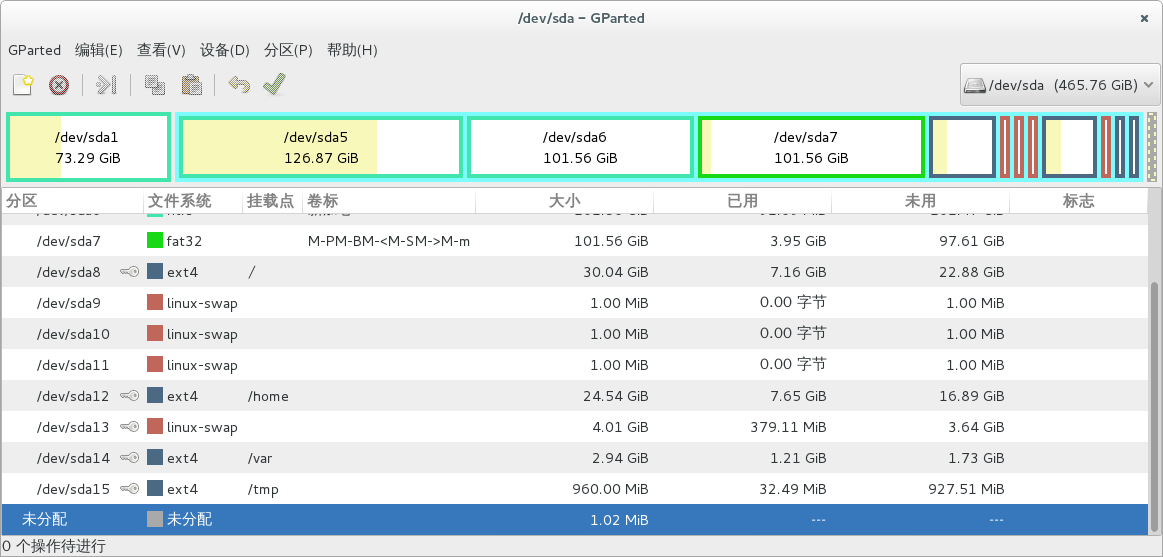 /dev/sda - GParted
GParted 编辑(E) 查看(V) 设备(D) 分区(P) 帮助(H)
/dev/sda (465.76 GiB)
/dev/sda1 /dev/sda5 /dev/sda6 /dev/sda7
73.29 GiB 126.87 GiB 101.56 GiB 101.56 GiB
分区 文件系统 挂载点 卷标 大小 已用 未用 标志
/dev/sda7 fat32 M-PM-BM-<M-SM->M-m 101.56 GiB 3.95 GiB 97.61 GiB
/dev/sda8 ext4 / 30.04 GiB 7.16 GiB 22.88 GiB
/dev/sda9 linux-swap 1.00 MiB 0.00 字节 1.00 MiB
/dev/sda10 linux-swap 1.00 MiB 0.00 字节 1.00 MiB
/dev/sda11 linux-swap 1.00 MiB 0.00 字节 1.00 MiB
/dev/sda12 ext4 /home 24.54 GiB 7.65 GiB 16.89 GiB
/dev/sda13 linux-swap 4.01 GiB 379.11 MiB 3.64 GiB
/dev/sda14 ext4 /var 2.94 GiB 1.21 GiB 1.73 GiB
/dev/sda15 ext4 /tmp 960.00 MiB 32.49 MiB 927.51 MiB
未分配 未分配 1.02 MiB --- ---
0 个操作待进行